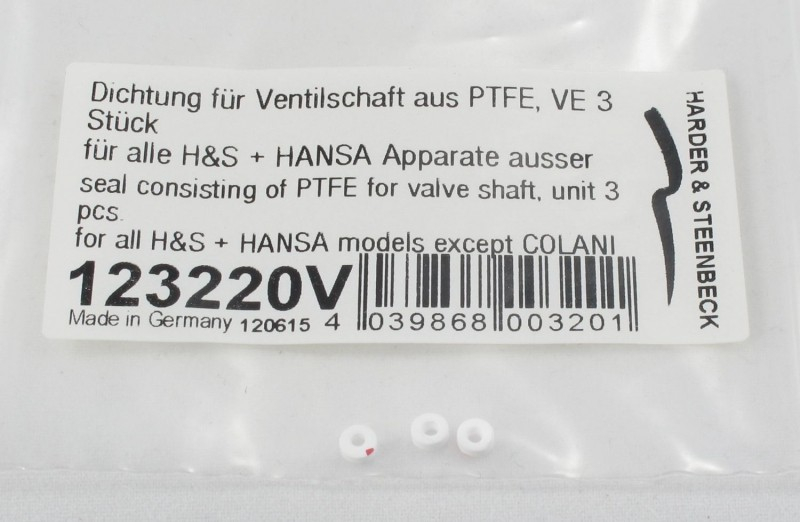 Dichtung für Ventilschaft aus PTFE, VE 3
Stück
für alle H&S + HANSA Apparate ausser
seal consisting of PTFE for valve shaft, unit 3
pcs.
for all H&S + HANSA models except COLANI
123220V
Made in Germany 120615 4 039868 003201
HARDER & STEENBECK